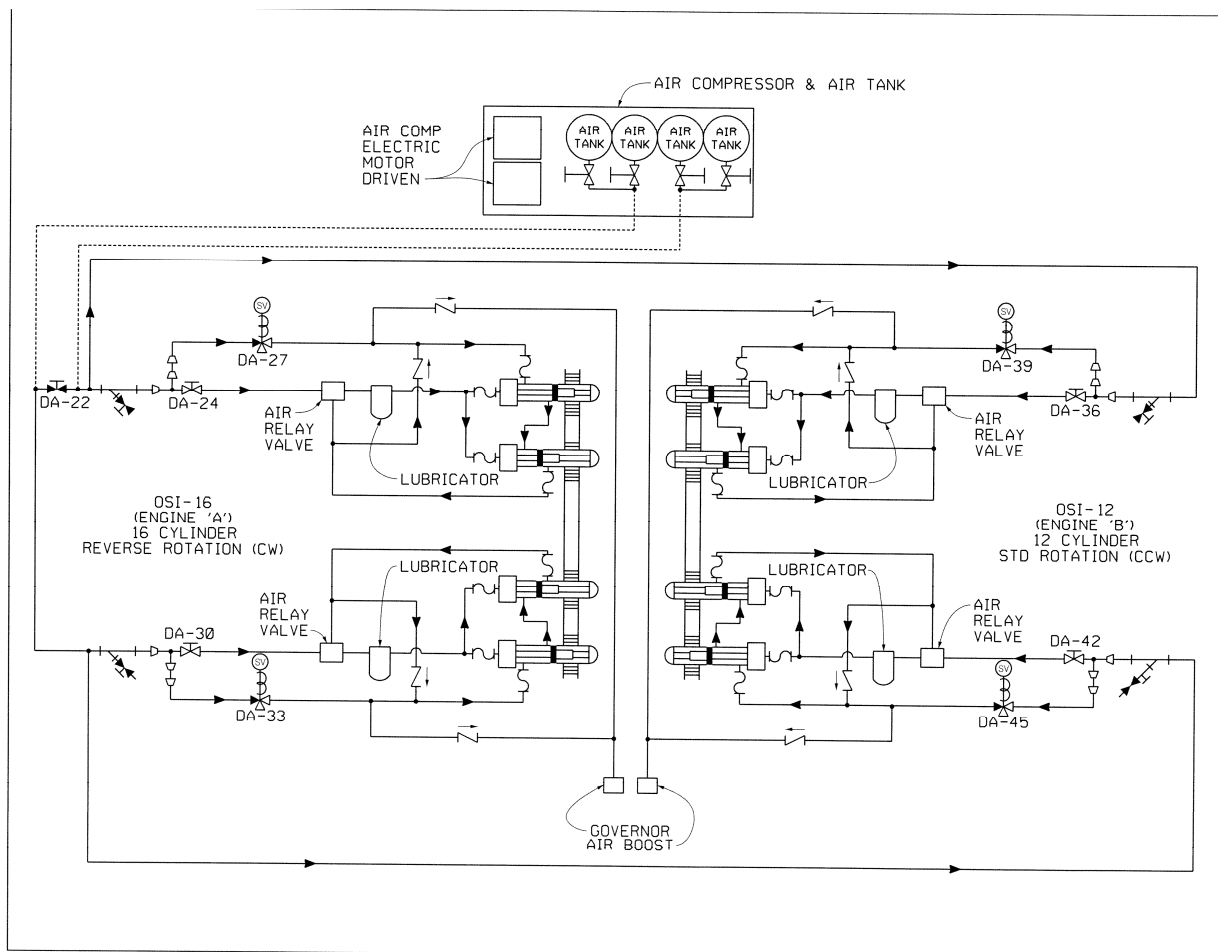 AIR COMPRESSOR & AIR TANK
AIR COMP
ELECTRIC
MOTOR
DRIVEN
AIR
TANK
AIR
TANK
AIR
TANK
AIR
TANK
SV
DA-27
DA-22
DA-24
AIR
RELAY
VALVE
LUBRICATOR
SV
DA-39
DA-36
AIR
RELAY
VALVE
LUBRICATOR
OSI-16
(ENGINE 'A')
16 CYLINDER
REVERSE ROTATION (CW)
OSI-12
(ENGINE 'B')
12 CYLINDER
STD ROTATION (CCW)
LUBRICATOR
AIR
RELAY
VALVE
DA-30
SV
DA-33
LUBRICATOR
AIR
RELAY
VALVE
DA-42
SV
DA-45
GOVERNOR
AIR BOOST